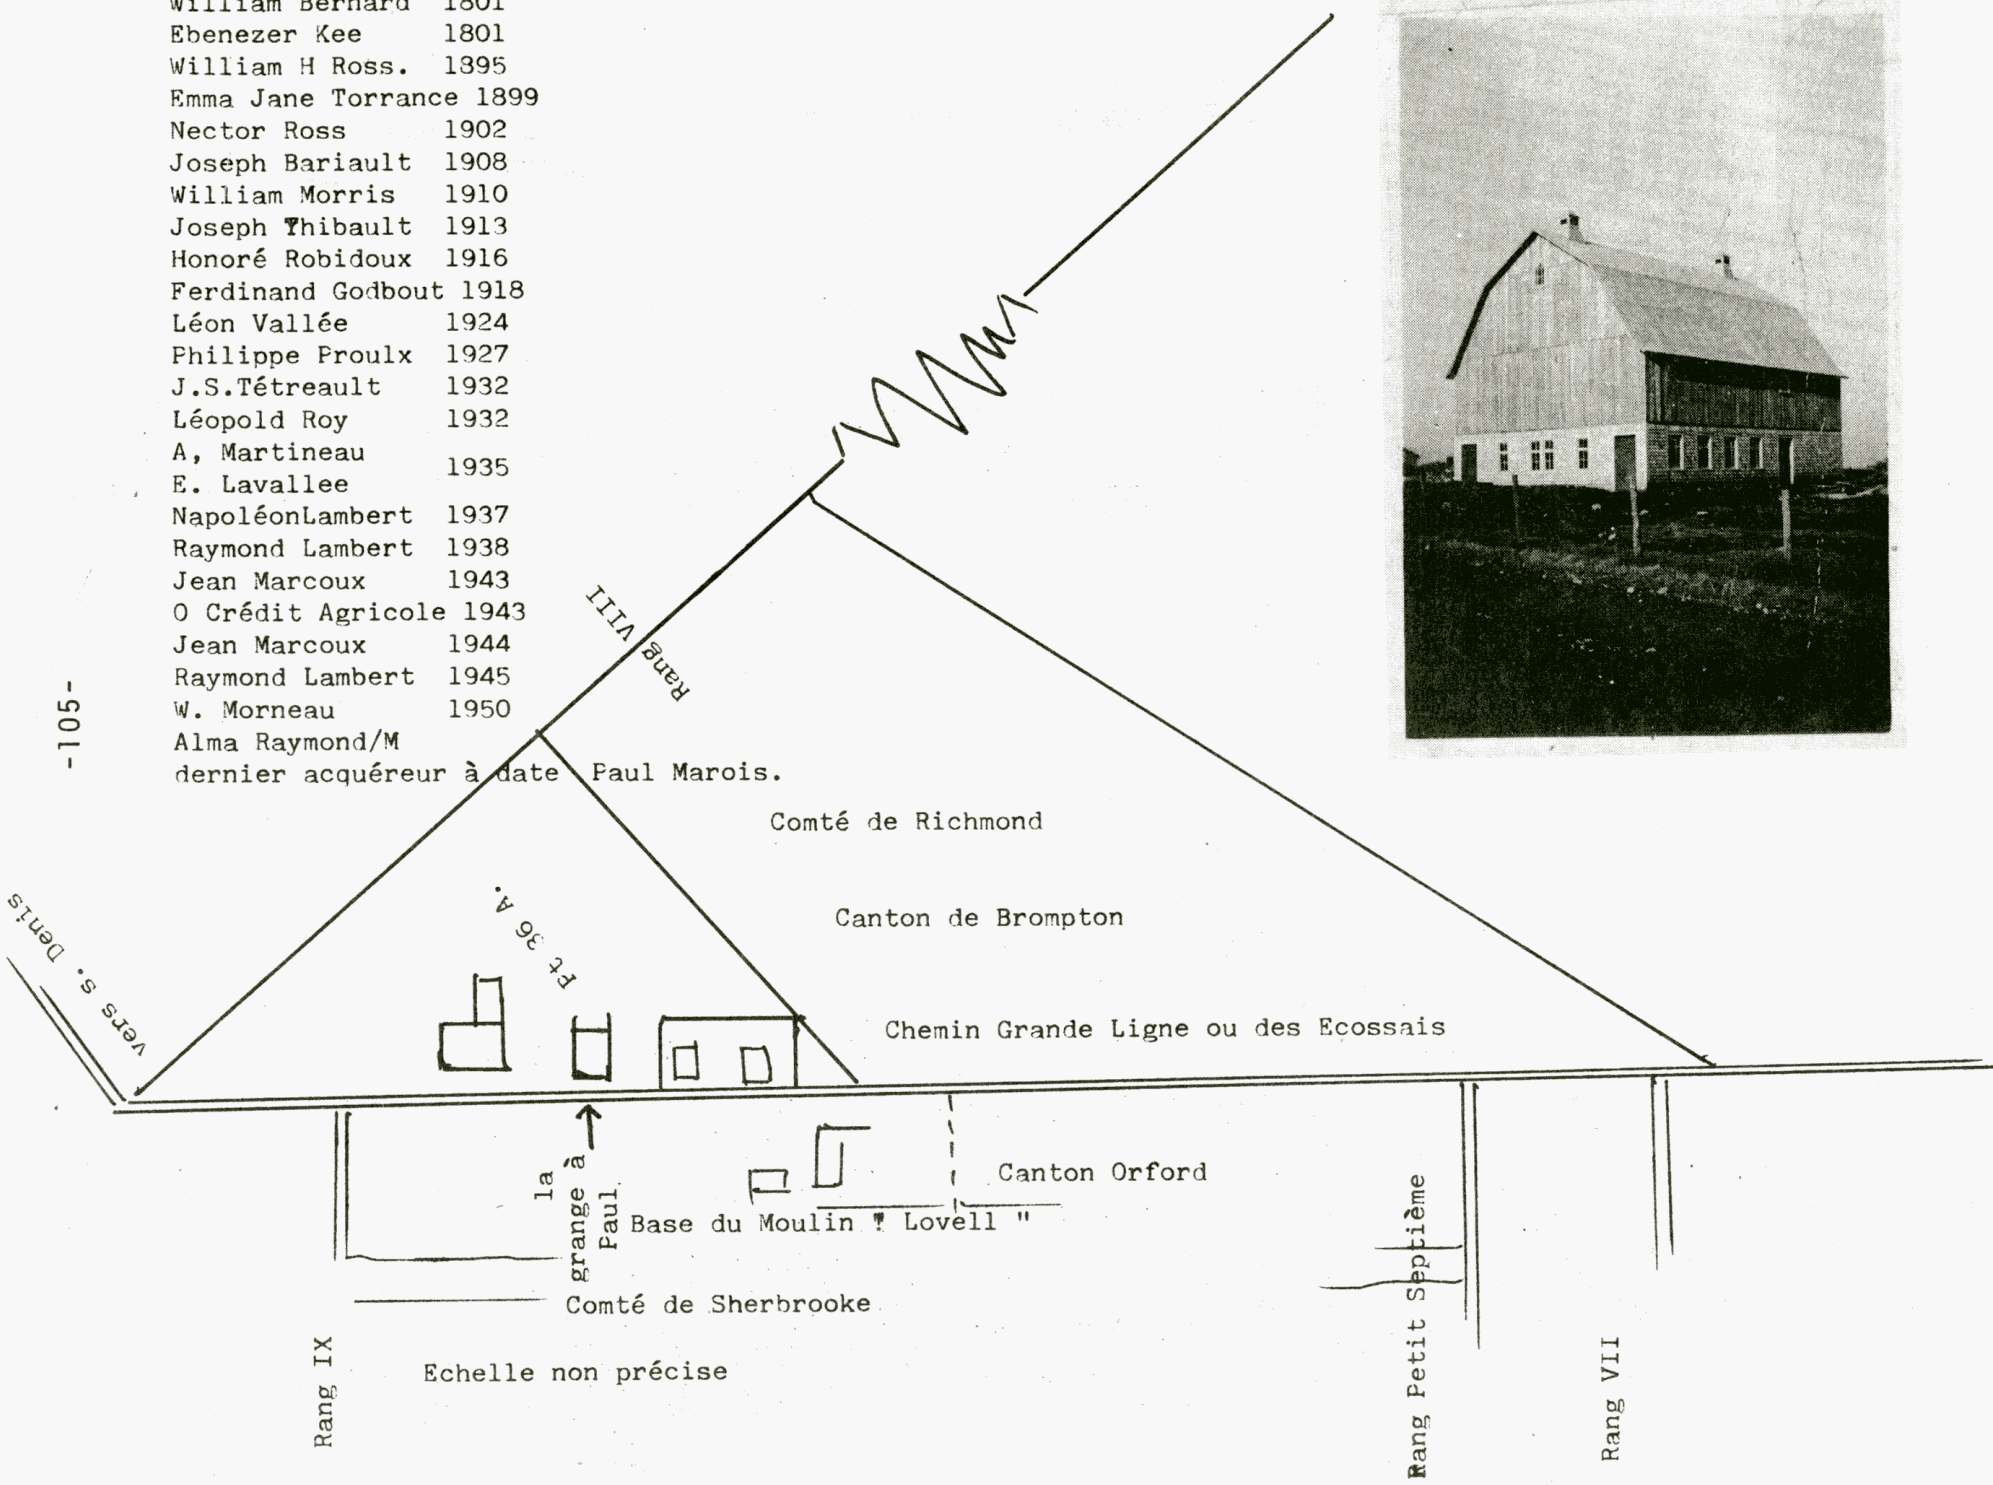 William Bernard 1801
Ebenezer Kee 1801
William H Ross. 1895
Emma Jane Torrance 1899
Nector Ross 1902
Joseph Bariault 1908
William Morris 1910
Joseph Thibault 1913
Honoré Robidoux 1916
Ferdinand Godbout 1918
Léon Vallée 1924
Philippe Proulx 1927
J.S.Tétreault 1932
Léopold Roy 1932
A, Martineau
1935
E. Lavallee
NapoléonLambert 1937
Raymond Lambert 1938
Jean Marcoux 1943
O Crédit Agricole 1943
Jean Marcoux 1944
Raymond Lambert 1945
W. Morneau 1950
Alma Raymond/M
dernier acquéreur à date Paul Marois.
-105-
Rang VIII
Comté de Richmond
Canton de Brompton
Pt 36 A.
vers s. Denis
Chemin Grande Ligne ou des Ecossais
la
grange à
Paul
Canton Orford
Base du Moulin " Lovell "
Comté de Sherbrooke
Echelle non précise
Rang IX
Rang Petit Septième
Rang VII